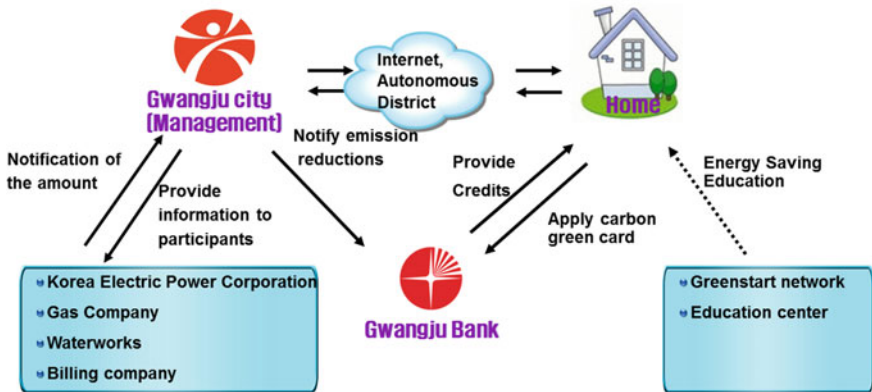 Internet,
Autonomous
District
Gwangju city
(Management)
Home
Notify emission
reductions
Notification of
the amount
Provide
information to
participants
Provide
Credits
Apply carbon
green card
Energy Saving
Education
Korea Electric Power Corporation
Gas Company
Waterworks
Billing company
Gwangju Bank
Greenstart network
Education center